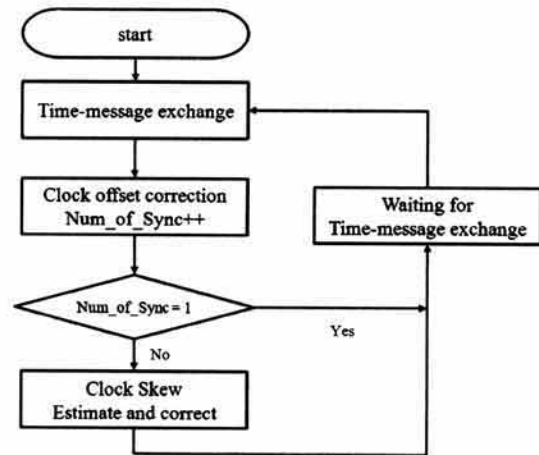 start
Time-message exchange
Clock offset correction
Num_of_Sync++
Waiting for
Time-message exchange
Num_of_Sync = 1
Yes
No
Clock Skew
Estimate and correct